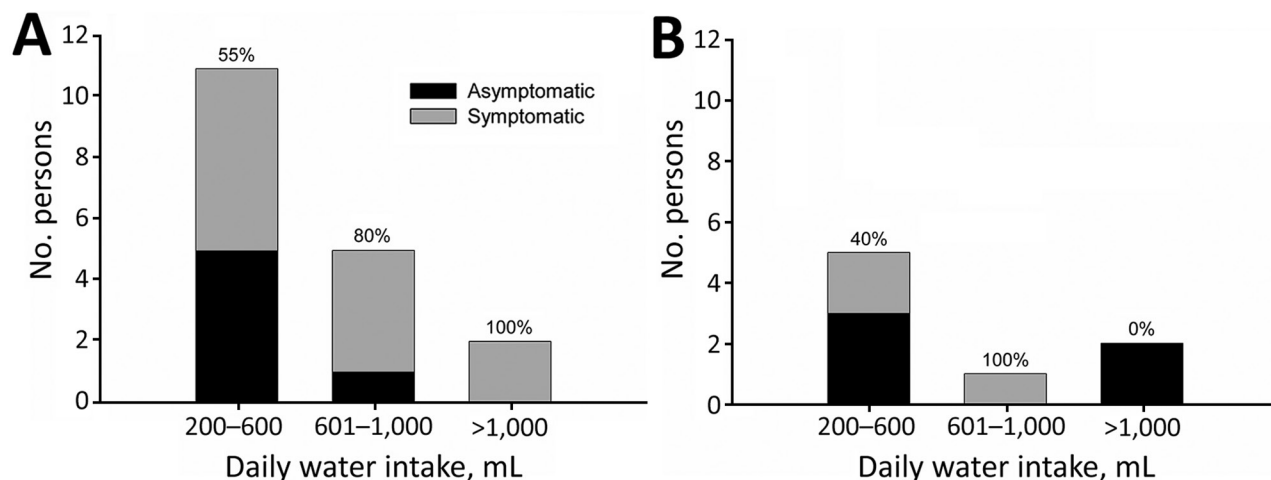 A
12
10
8
6
4
2
0
No. persons
55%
80%
100%
Asymptomatic
Symptomatic
200–600 601–1,000 >1,000
Daily water intake, mL
B
12
10
8
6
4
2
0
No. persons
40%
100%
0%
200–600 601–1,000 >1,000
Daily water intake, mL